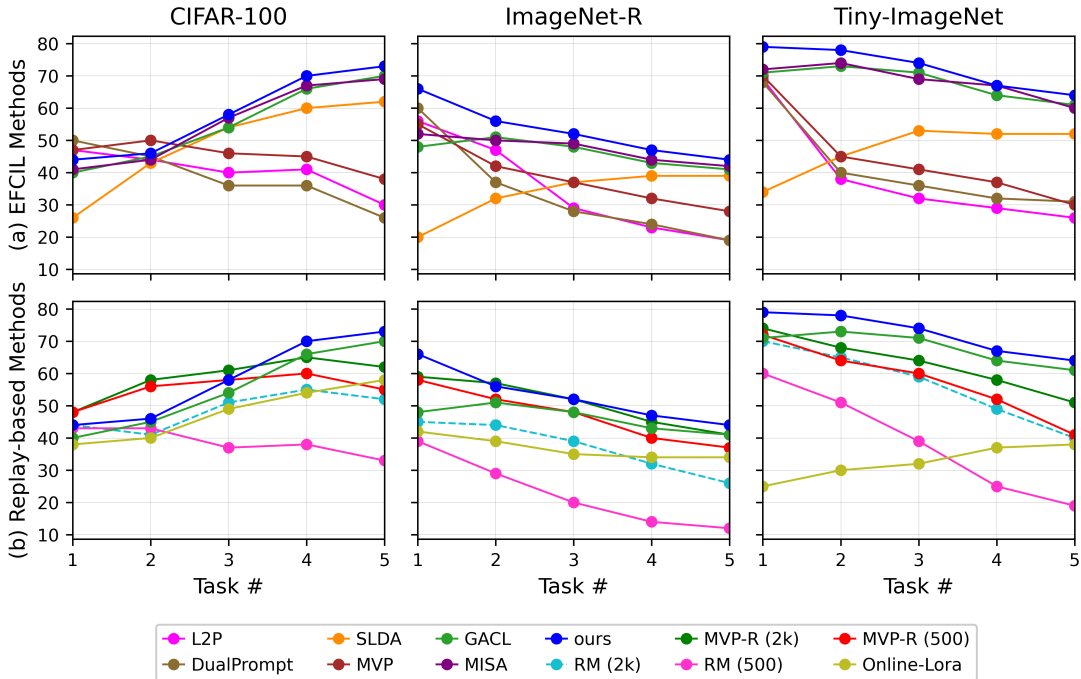 CIFAR-100 ImageNet-R Tiny-ImageNet
(a) EFCIL Methods
80
70
60
50
40
30
20
10
(b) Replay-based Methods
80
70
60
50
40
30
20
10
1 2 3 4 5 1 2 3 4 5 1 2 3 4 5
Task # Task # Task #
L2P SLDA GACL ours MVP-R (2k) MVP-R (500)
DualPrompt MVP MISA RM (2k) RM (500) Online-Lora